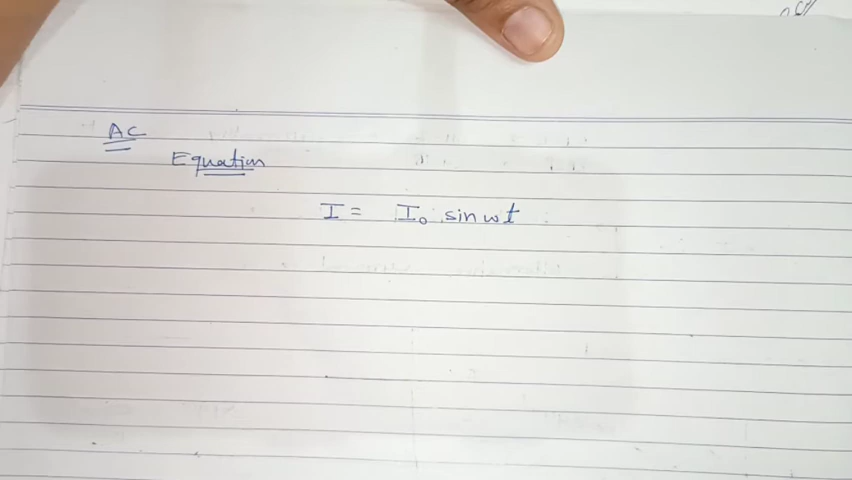 AC
Equation
I = I₀ sin ωt